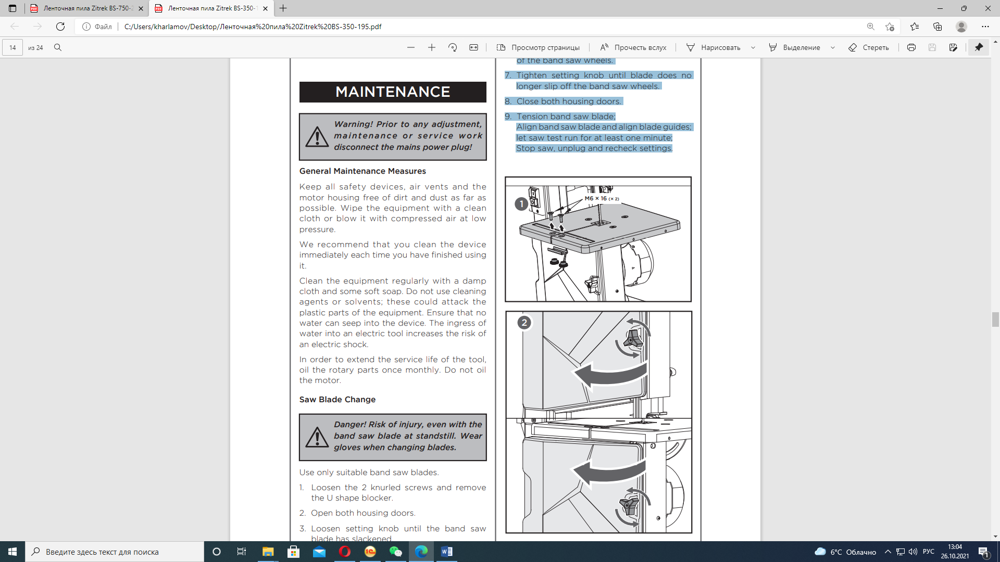 Ленточная пила Zitrek BS-750-2
Ленточная пила Zitrek BS-350-1
Файл
C:/Users/kharlamov/Desktop/Ленточная%20пила%20Zitrek%20BS-350-195.pdf
14 из 24
Просмотр страницы
Прочесть вслух
Нарисовать
Выделение
Стереть
MAINTENANCE
Warning! Prior to any adjustment,
maintenance or service work
disconnect the mains power plug!
General Maintenance Measures
Keep all safety devices, air vents and the
motor housing free of dirt and dust as far as
possible. Wipe the equipment with a clean
cloth or blow it with compressed air at low
pressure.
We recommend that you clean the device
immediately each time you have finished using
it.
Clean the equipment regularly with a damp
cloth and some soft soap. Do not use cleaning
agents or solvents; these could attack the
plastic parts of the equipment. Ensure that no
water can seep into the device. The ingress of
water into an electric tool increases the risk of
an electric shock.
In order to extend the service life of the tool,
oil the rotary parts once monthly. Do not oil
the motor.
Saw Blade Change
Danger! Risk of injury, even with the
band saw blade at standstill. Wear
gloves when changing blades.
Use only suitable band saw blades.
1. Loosen the 2 knurled screws and remove
the U shape blocker.
2. Open both housing doors.
3. Loosen setting knob until the band saw
blade has slackened
of the band saw wheels.
7. Tighten setting knob until blade does no
longer slip off the band saw wheels.
8. Close both housing doors.
9. Tension band saw blade;
Align band saw blade and align blade guides;
let saw test run for at least one minute;
Stop saw, unplug and recheck settings.
1
M6 × 16 (× 2)
2
Введите здесь текст для поиска
6°C Облачно
РУС
13:04
26.10.2021
1